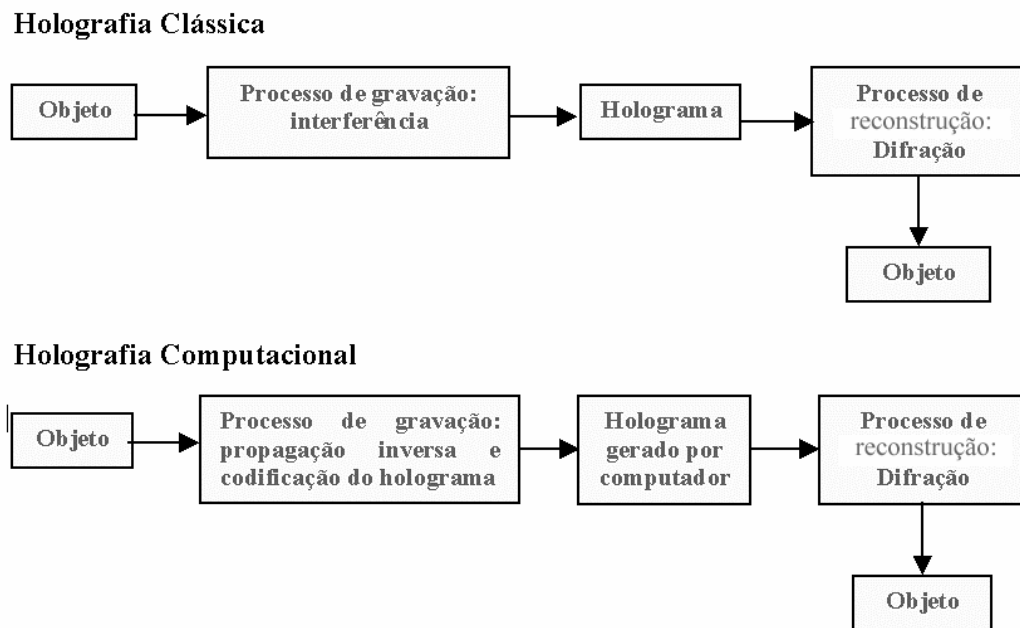 Holografia Clássica
Objeto
Processo de gravação:
interferência
Holograma
Processo de
reconstrução:
Difração
Objeto
Holografia Computacional
Objeto
Processo de gravação:
propagação inversa e
codificação do holograma
Holograma
gerado por
computador
Processo de
reconstrução:
Difração
Objeto